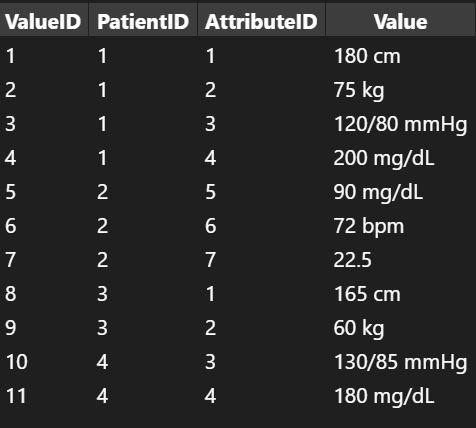 ValueID PatientID AttributeID Value
1 1 1 180 cm
2 1 2 75 kg
3 1 3 120/80 mmHg
4 1 4 200 mg/dL
5 2 5 90 mg/dL
6 2 6 72 bpm
7 2 7 22.5
8 3 1 165 cm
9 3 2 60 kg
10 4 3 130/85 mmHg
11 4 4 180 mg/dL